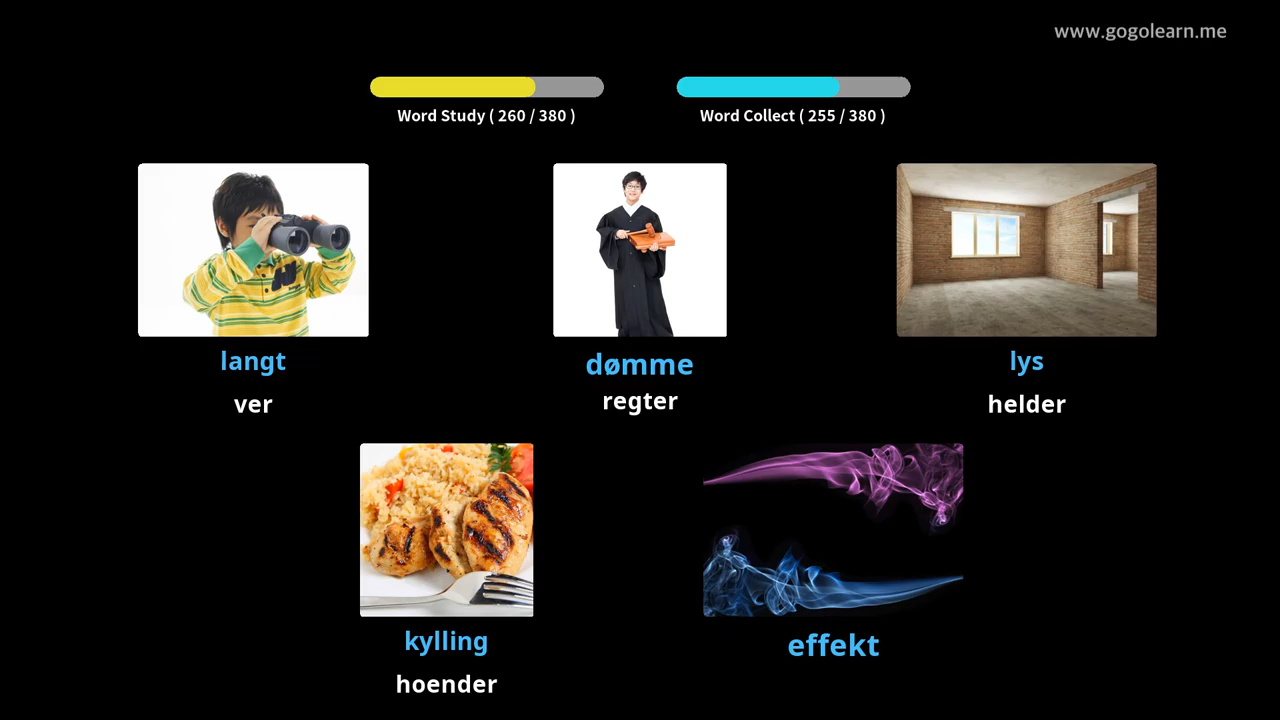 www.gogolearn.me
Word Study ( 260 / 380 )
Word Collect ( 255 / 380 )
langt
dømme
lys
ver
regter
helder
kylling
effekt
hoender